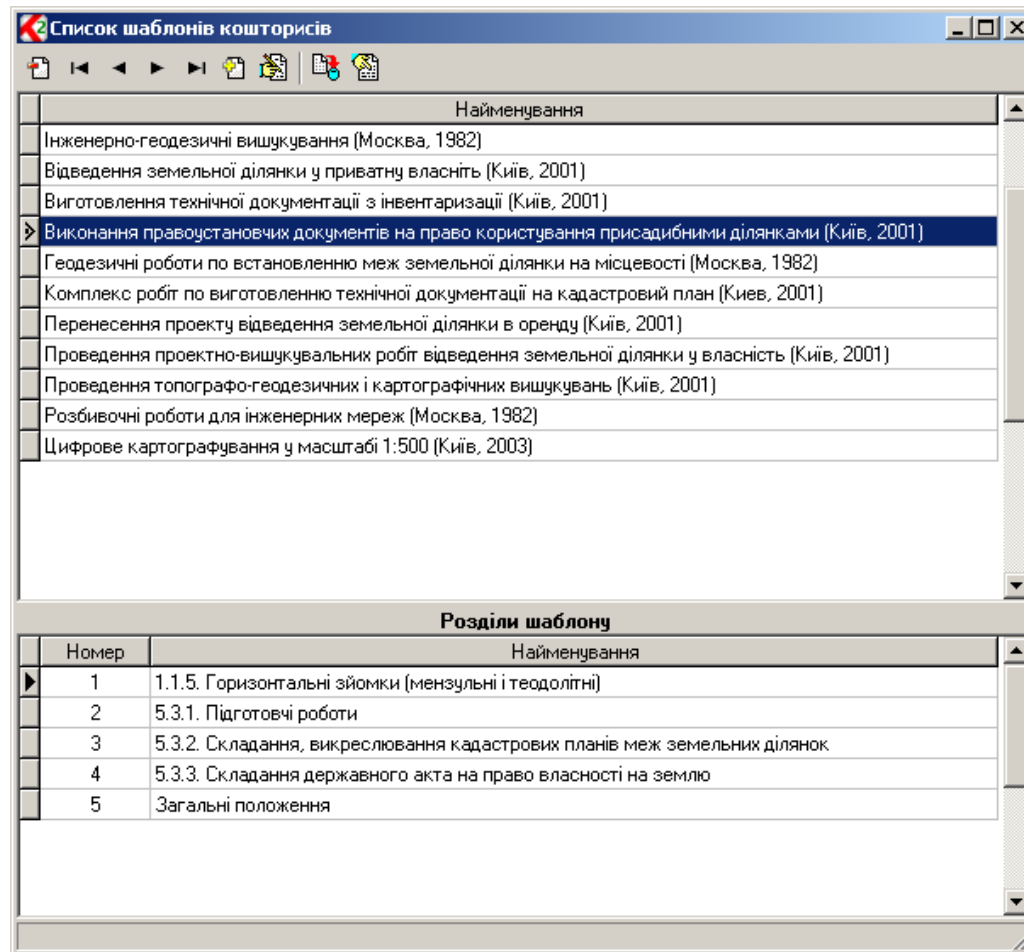 Список шаблонів кошторисів
Найменування
Інженерно-геодезичні вишукування (Москва, 1982)
Відведення земельної ділянки у приватну власніть (Київ, 2001)
Виготовлення технічної документації з інвентаризації (Київ, 2001)
Виконання правоустановчих документів на право користування присадибними ділянками (Київ, 2001)
Геодезичні роботи по встановленню меж земельної ділянки на місцевості (Москва, 1982)
Комплекс робіт по виготовленню технічної документації на кадастровий план (Киев, 2001)
Перенесення проекту відведення земельної ділянки в оренду (Київ, 2001)
Проведення проектно-вишукувальних робіт відведення земельної ділянки у власність (Київ, 2001)
Проведення топографо-геодезичних і картографічних вишукувань (Київ, 2001)
Розбивочні роботи для інженерних мереж (Москва, 1982)
Цифрове картографування у масштабі 1:500 (Київ, 2003)
Розділи шаблону
Номер Найменування
1 1.1.5. Горизонтальні зйомки (мензульні і теодолітні)
2 5.3.1. Підготовчі роботи
3 5.3.2. Складання, викреслювання кадастрових планів меж земельних ділянок
4 5.3.3. Складання державного акта на право власності на землю
5 Загальні положення